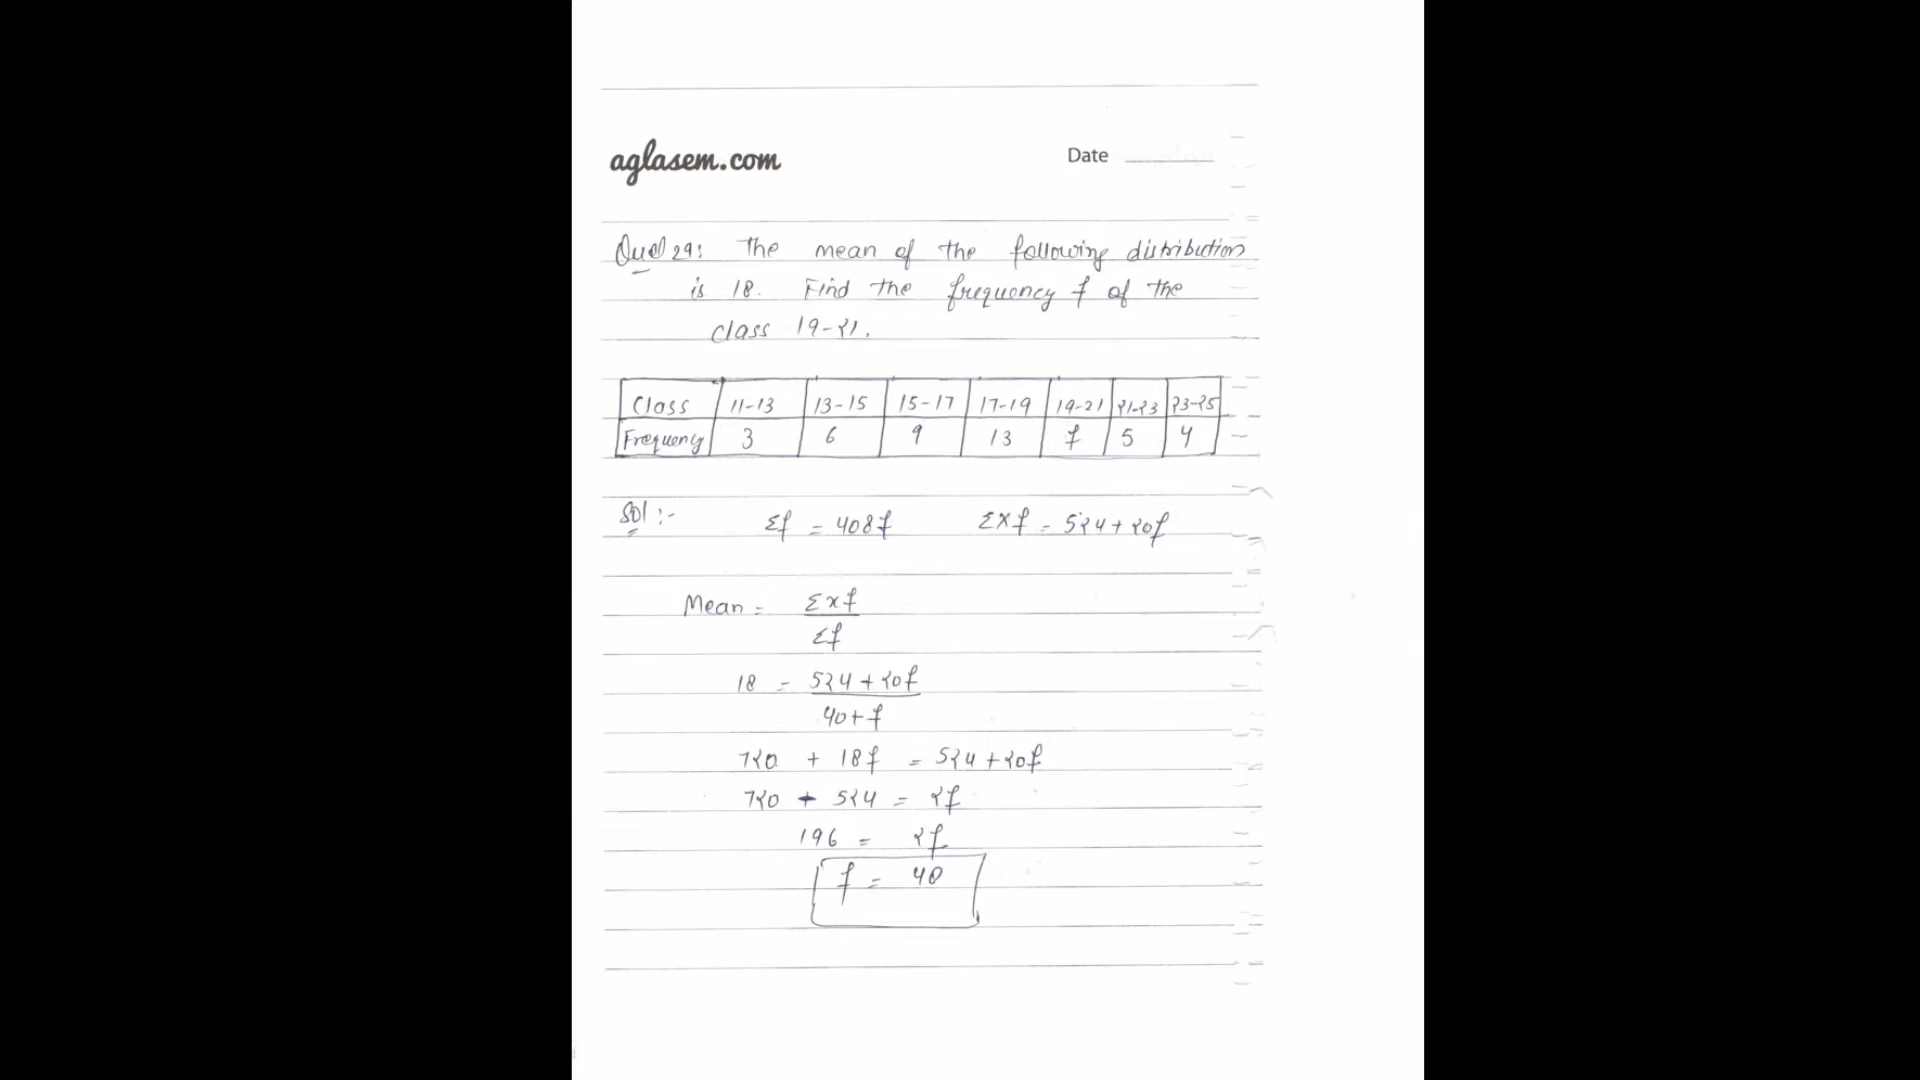 aglasem.com
Date
Que 29: The mean of the following distribution
is 18. Find the frequency f of the
class 19-21.
Class 11-13 13-15 15-17 17-19 19-21 21-23 23-25
Frequency 3 6 9 13 f 5 4
Sol:- Σf = 408f Σxf = 524+20f
Mean = Σxf
Σf
18 = 524+20f
40+f
720 + 18f = 524+20f
720 - 524 = 2f
196 = 2f
f = 48